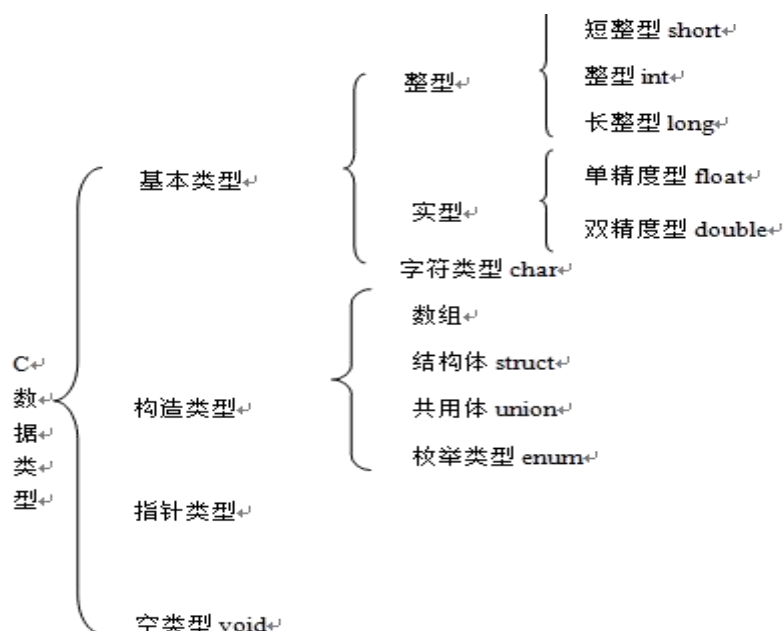 短整型 short
整型
整型 int
长整型 long
基本类型
单精度型 float
实型
双精度型 double
字符类型 char
数组
C
数
据
类
型
结构体 struct
构造类型
共用体 union
枚举类型 enum
指针类型
空类型 void